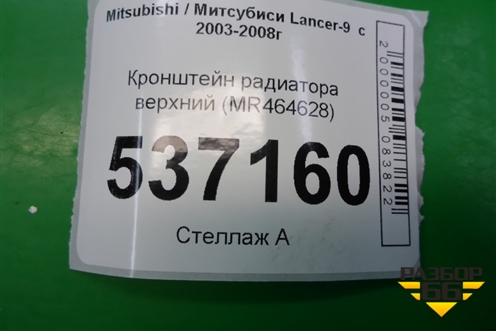 Mitsubishi / Митсубиси Lancer-9 с
2003-2008г
Кронштейн радиатора
верхний (MR464628)
537160
Стеллаж А
2000005083822
РАЗБОР
66